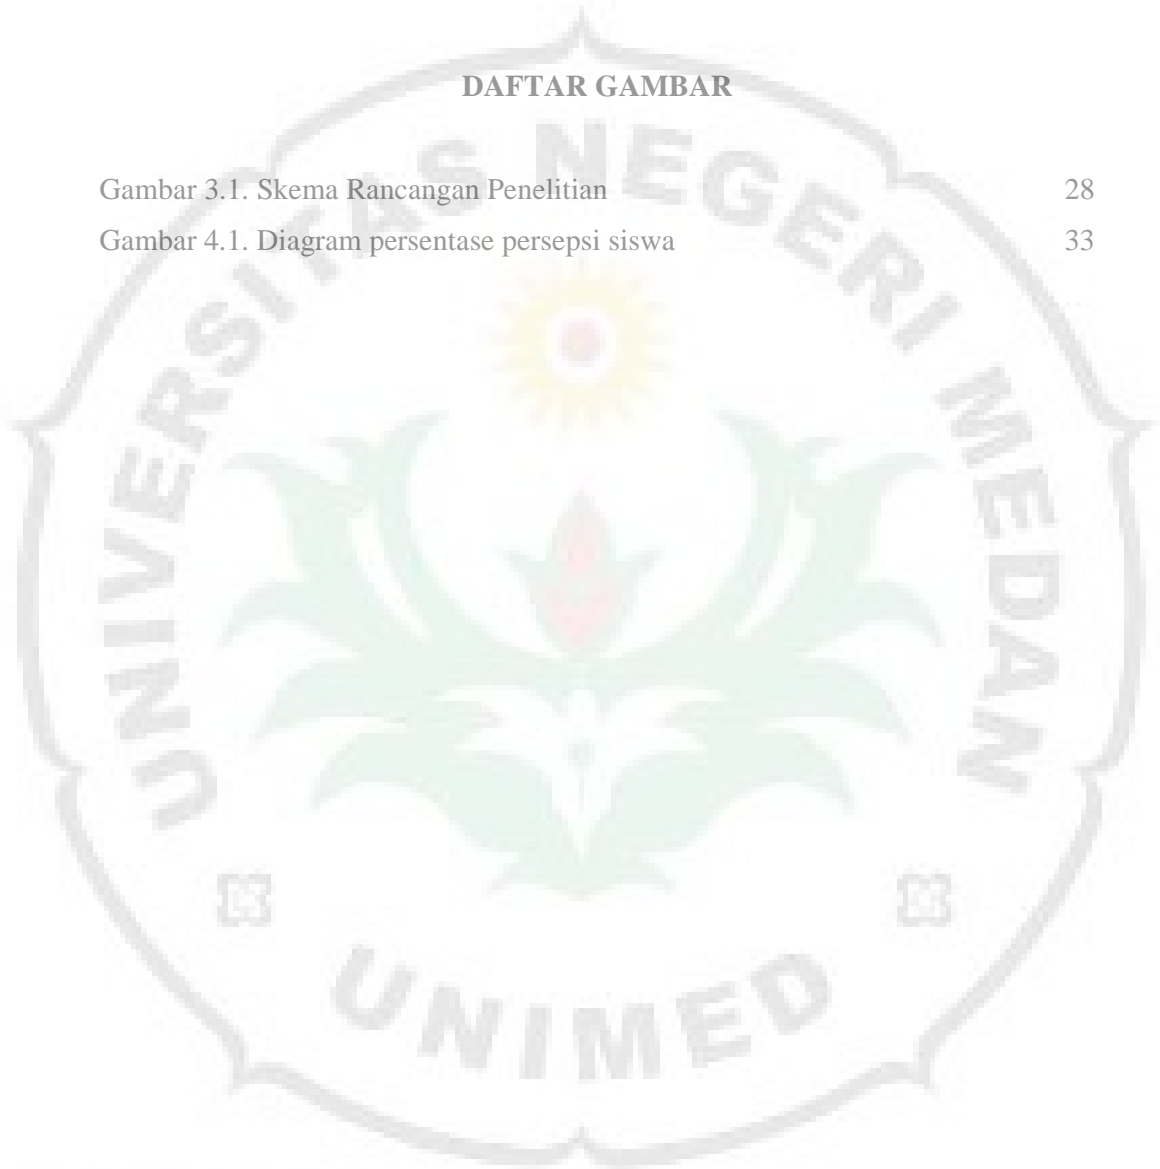 DAFTAR GAMBAR
Gambar 3.1. Skema Rancangan Penelitian 28
Gambar 4.1. Diagram persentase persepsi siswa 33
UNIVERSITAS NEGERI MEDAN
UNIMED